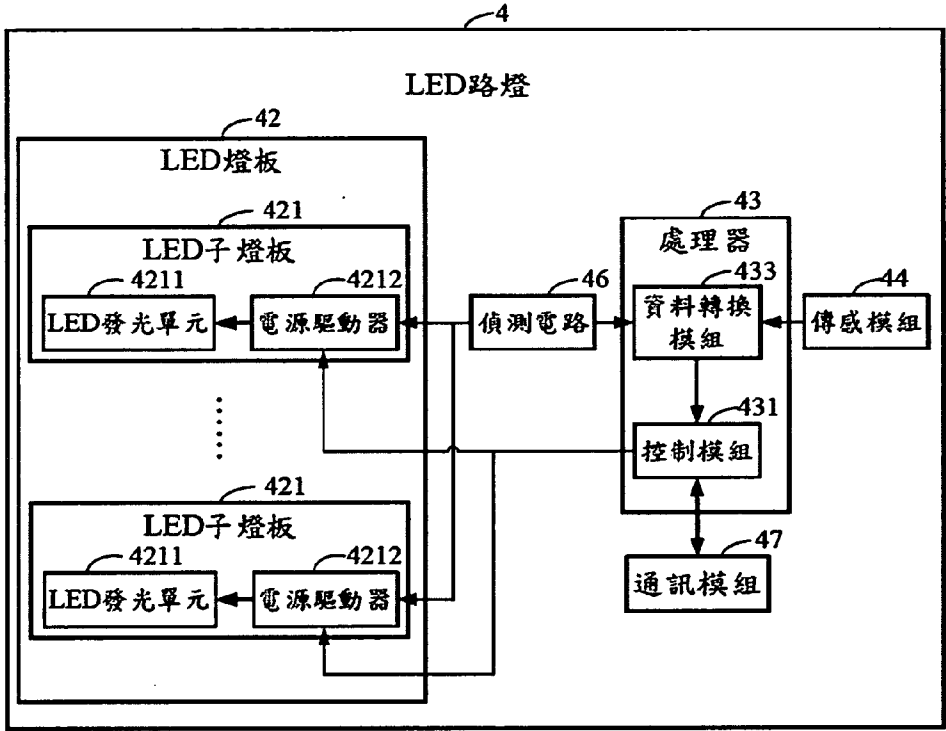 4
LED路燈
42
LED燈板
421
LED子燈板
4211
LED發光單元
4212
電源驅動器
46
偵測電路
43
處理器
433
資料轉換
模組
44
傳感模組
431
控制模組
421
LED子燈板
4211
LED發光單元
4212
電源驅動器
47
通訊模組